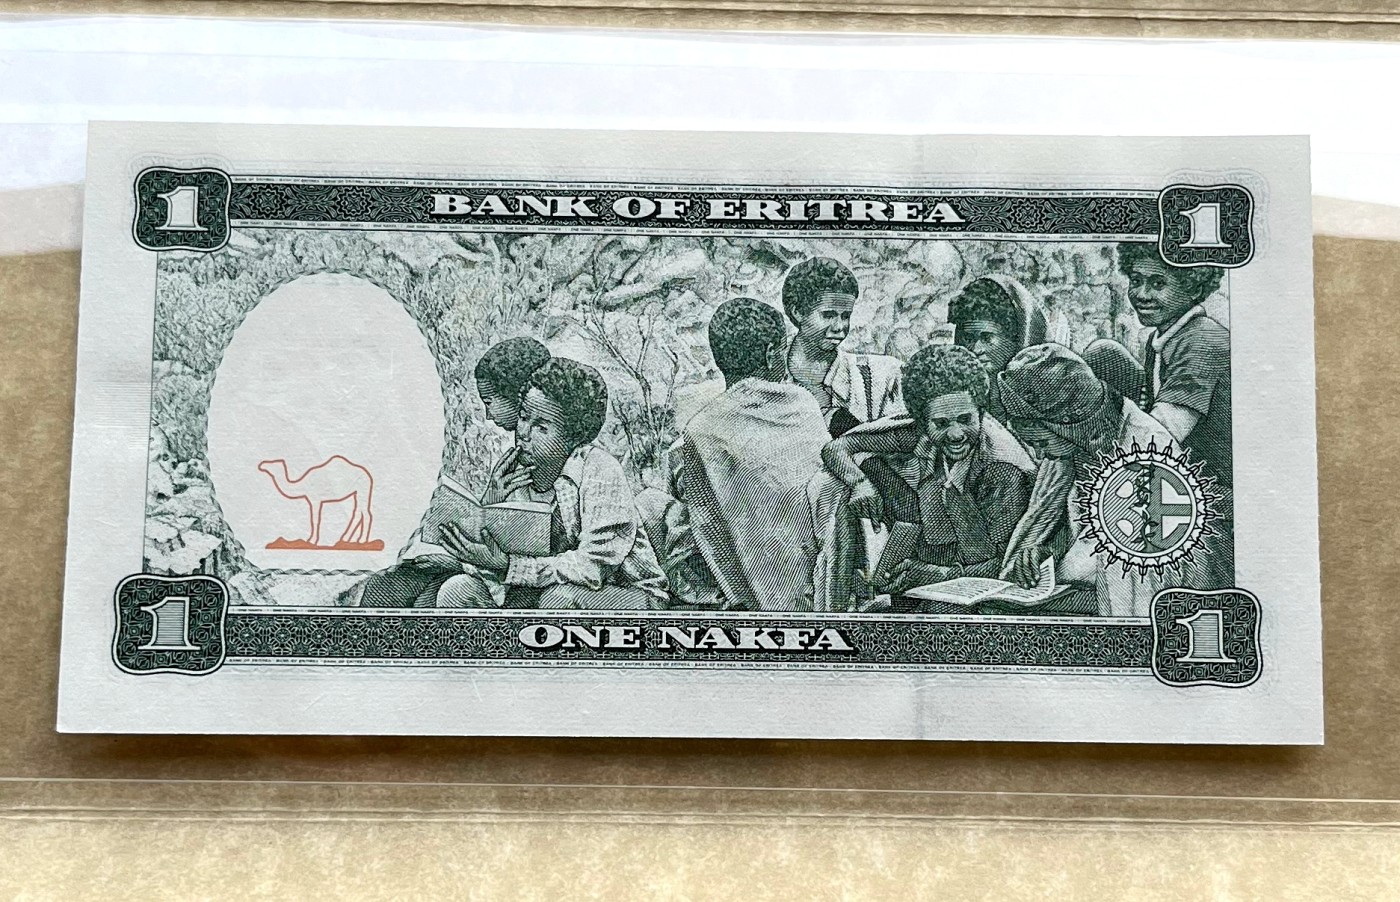 1 BANK OF ERITREA 1
1 ONE NAKFA 1